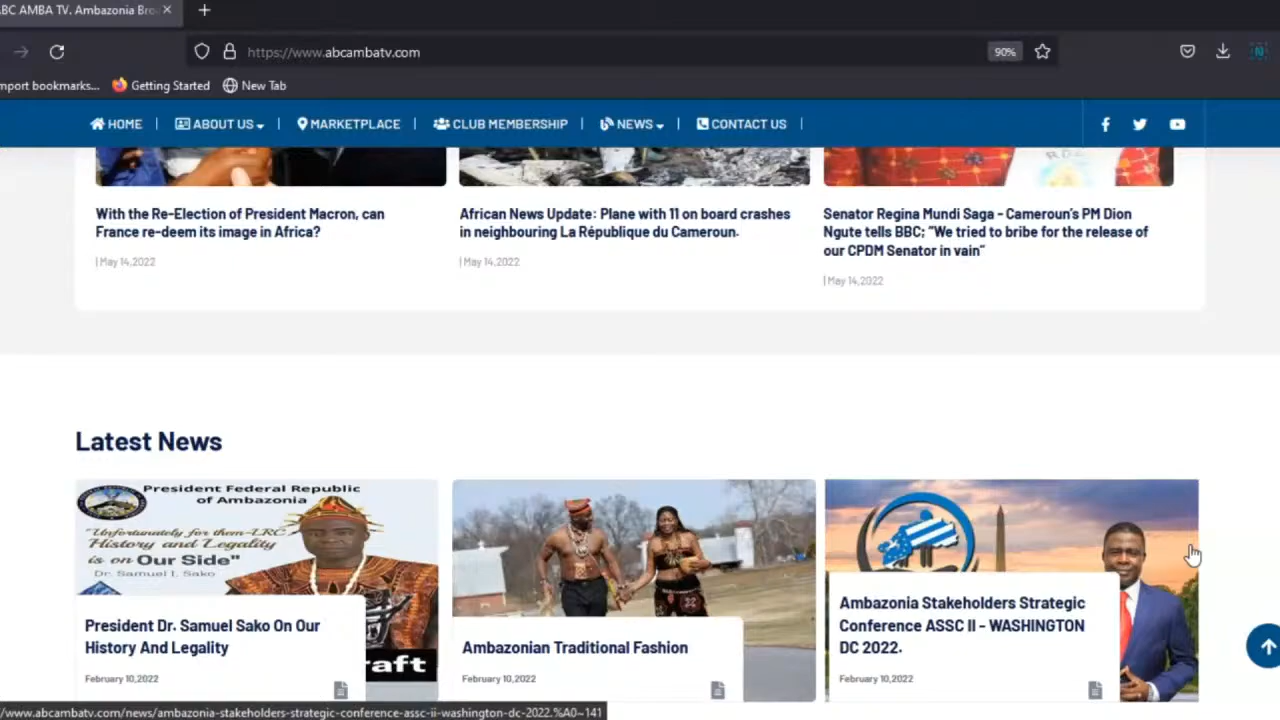 BC AMBA TV. Ambazonia Bro
https://www.abcambatv.com
90%
mport bookmarks...
Getting Started
New Tab
HOME
ABOUT US
MARKETPLACE
CLUB MEMBERSHIP
NEWS
CONTACT US
With the Re-Election of President Macron, can
France re-deem its image in Africa?
| May 14,2022
African News Update: Plane with 11 on board crashes
in neighbouring La République du Cameroun.
| May 14,2022
Senator Regina Mundi Saga - Cameroun's PM Dion
Ngute tells BBC; "We tried to bribe for the release of
our CPDM Senator in vain"
| May 14,2022
Latest News
President Federal Republic
of Ambazonia
"Unfortunately for them-LRC
History and Legality
is on Our Side"
Dr. Samuel I. Sako
raft
President Dr. Samuel Sako On Our
History And Legality
February 10,2022
Ambazonian Traditional Fashion
February 10,2022
Ambazonia Stakeholders Strategic
Conference ASSC II - WASHINGTON
DC 2022.
February 10,2022
/www.abcambatv.com/news/ambazonia-stakeholders-strategic-conference-assc-ii-washington-dc-2022.%A0~141